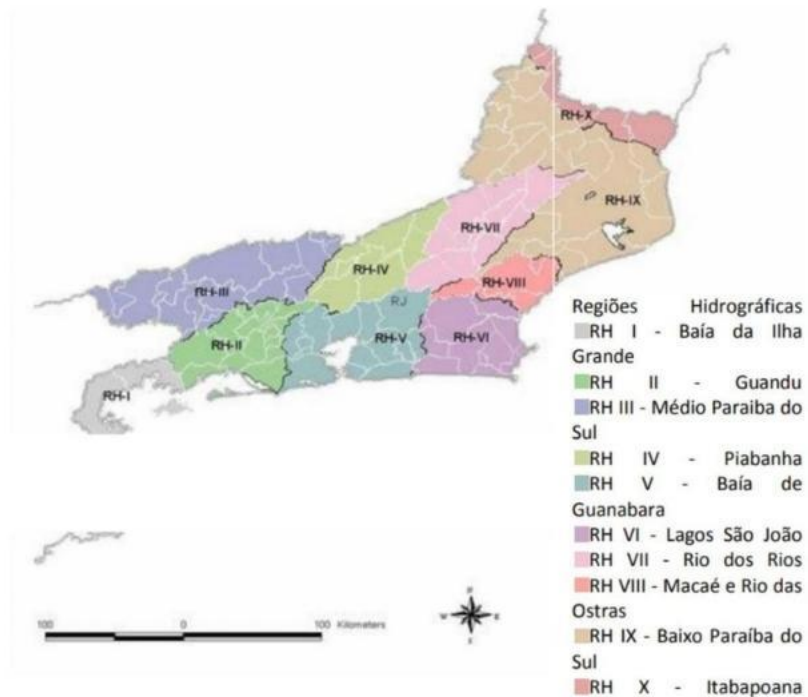 RH-X
RH-IX
RH-VII
RH-IV
RH-VIII
RH-III
RJ
RH-II
RH-V
RH-VI
RH-I
Regiões Hidrográficas
RH I - Baía da Ilha
Grande
RH II - Guandu
RH III - Médio Paraiba do
Sul
RH IV - Piabanha
RH V - Baía de
Guanabara
RH VI - Lagos São João
RH VII - Rio dos Rios
RH VIII - Macaé e Rio das
Ostras
RH IX - Baixo Paraíba do
Sul
RH X - Itabapoana
100 0 100 Kilometers
N
W E
S